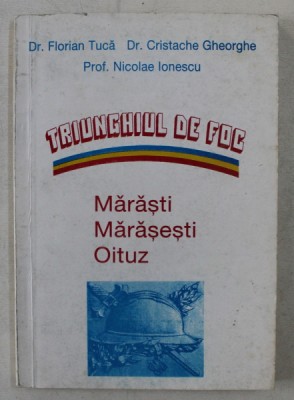 Dr. Florian Tucă Dr. Cristache Gheorghe
Prof. Nicolae Ionescu
TRIUNGHIUL DE FOC
Mărăști
Mărășești
Oituz